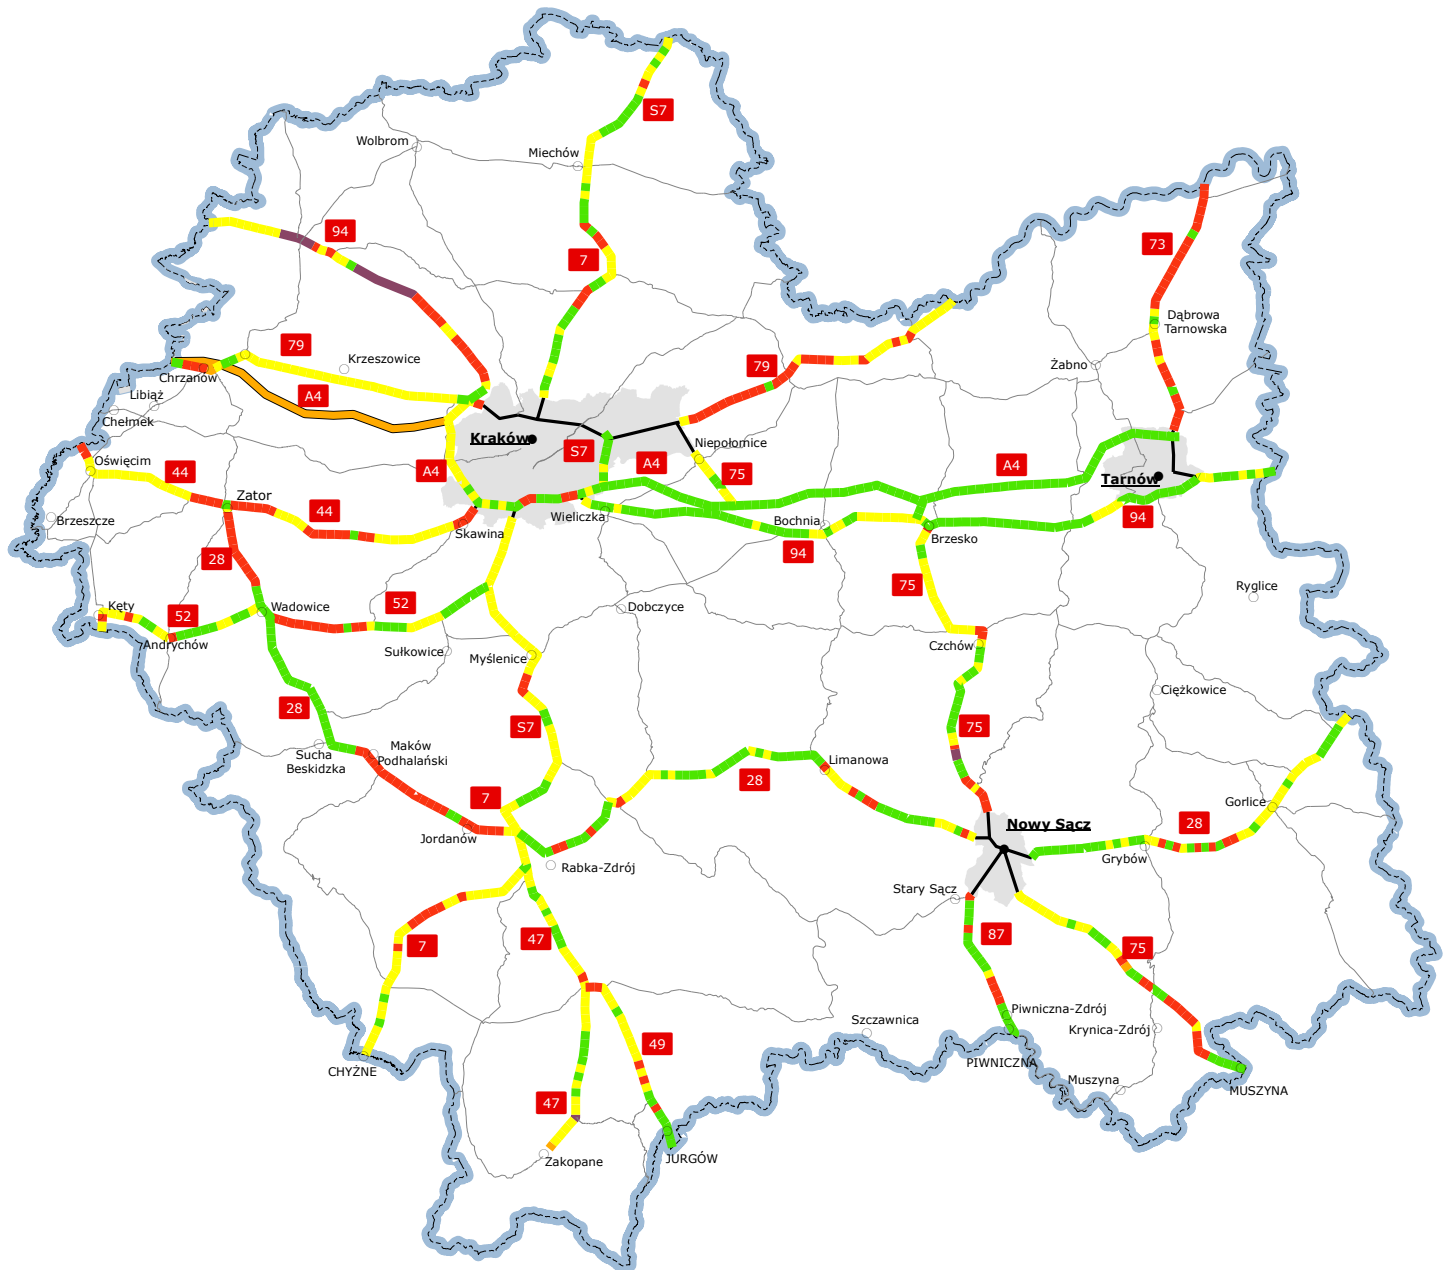 S7
Wolbrom
Miechów
94
73
7
Dąbrowa
Tarnowska
79
Krzeszowice
79
Żabno
Chrzanów
Libiąż
A4
Chełmek
Kraków
Niepołomice
S7
Oświęcim
44
A4
A4
75
A4
Tarnów
Zator
44
Brzeszcze
Wieliczka
Bochnia
94
Skawina
Brzesko
94
28
75
Ryglice
Kęty
52
Wadowice
52
Dobczyce
Andrychów
Sułkowice
Myślenice
Czchów
Ciężkowice
28
S7
75
Sucha
Beskidzka
Maków
Podhalański
Limanowa
28
7
Gorlice
Jordanów
Nowy Sącz
28
Rabka-Zdrój
Grybów
Stary Sącz
7
47
87
75
Piwniczna-Zdrój
Szczawnica
Krynica-Zdrój
49
CHYŻNE
PIWNICZNA
Muszyna
MUSZYNA
47
Zakopane
JURGÓW